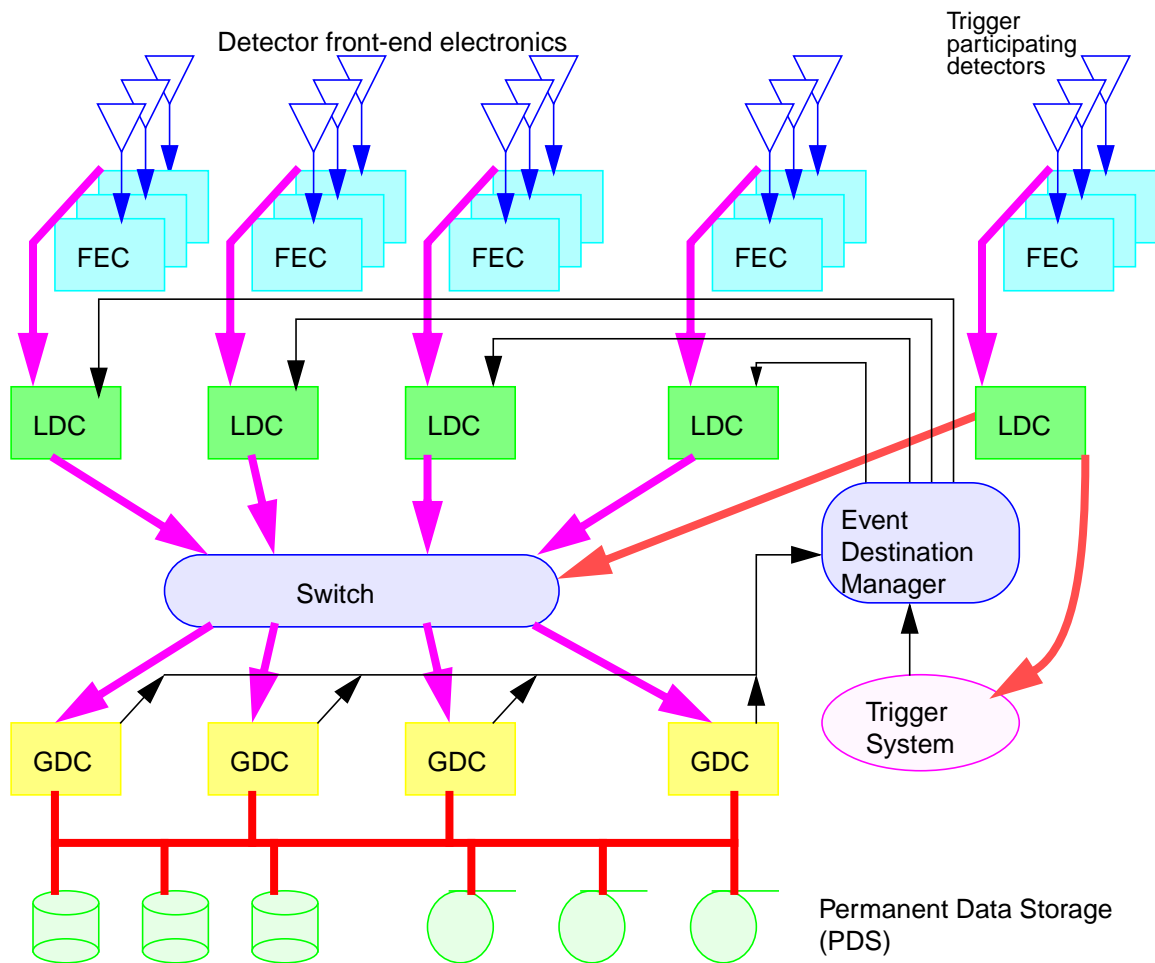 Detector front-end electronics
Trigger
participating
detectors
FEC
FEC
FEC
FEC
FEC
LDC
LDC
LDC
LDC
LDC
Event
Destination
Manager
Switch
Trigger
System
GDC
GDC
GDC
GDC
Permanent Data Storage
(PDS)